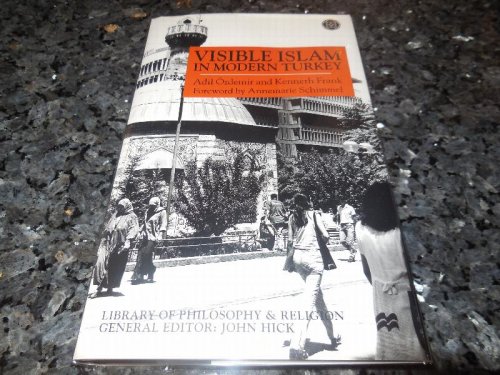 VISIBLE ISLAM
IN MODERN TURKEY
Adil Özdemir and Kenneth Frank
Foreword by Annemarie Schimmel
LIBRARY OF PHILOSOPHY & RELIGION
GENERAL EDITOR: JOHN HICK